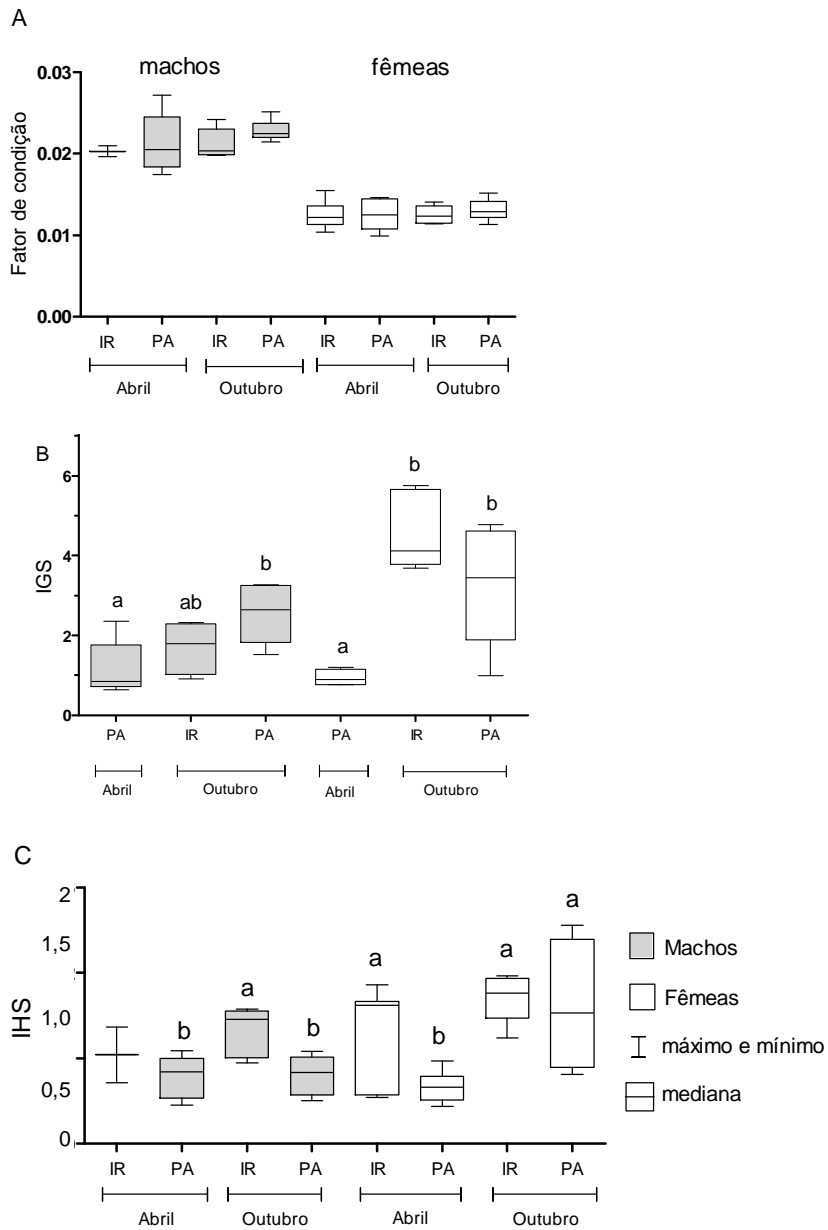 A
machos fêmeas
Fator de condição
0.03
0.02
0.01
0.00
IR PA IR PA IR PA IR PA
Abril Outubro Abril Outubro
B
IGS
6
4
2
0
a ab b a b b
PA IR PA PA IR PA
Abril Outubro Abril Outubro
C
IHS
2
1,5
1,0
0,5
0
b a b a b a a
IR PA IR PA IR PA IR PA
Abril Outubro Abril Outubro
Machos
Fêmeas
máximo e mínimo
mediana